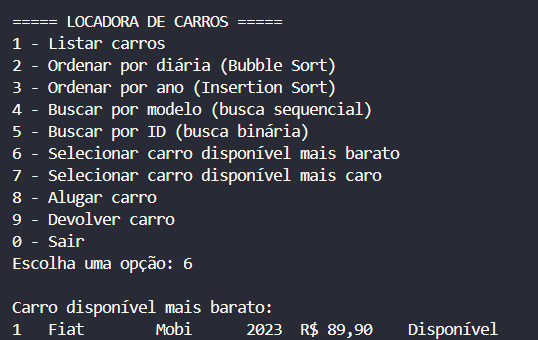 ===== LOCADORA DE CARROS =====
1 - Listar carros
2 - Ordenar por diária (Bubble Sort)
3 - Ordenar por ano (Insertion Sort)
4 - Buscar por modelo (busca sequencial)
5 - Buscar por ID (busca binária)
6 - Selecionar carro disponível mais barato
7 - Selecionar carro disponível mais caro
8 - Alugar carro
9 - Devolver carro
0 - Sair
Escolha uma opção: 6
Carro disponível mais barato:
1 Fiat Mobi 2023 R$ 89,90 Disponível